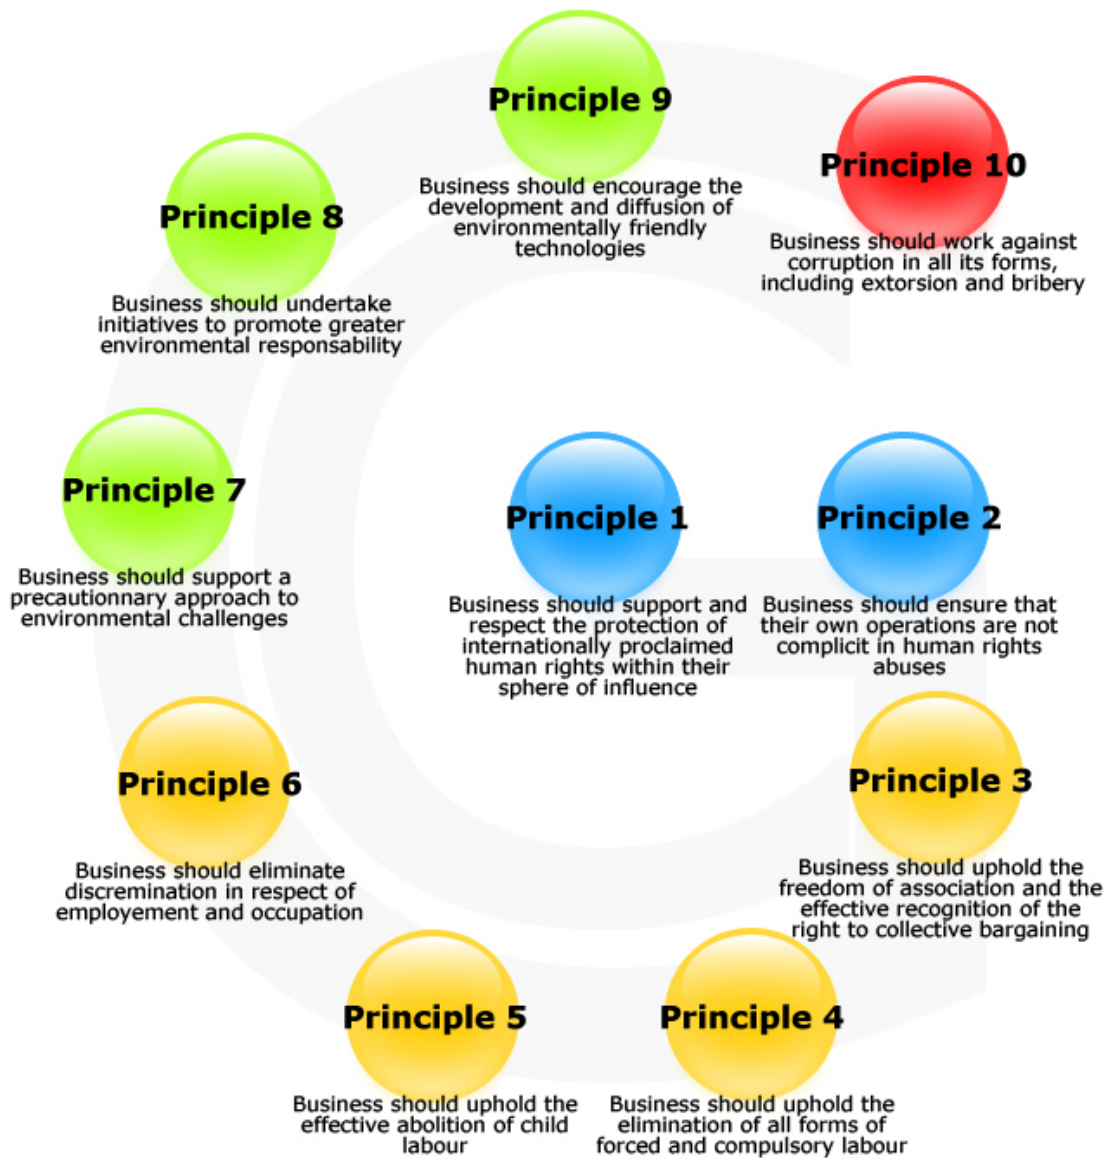 Principle 9
Business should encourage the
development and diffusion of
environmentally friendly
technologies
Principle 10
Business should work against
corruption in all its forms,
including extorsion and bribery
Principle 8
Business should undertake
initiatives to promote greater
environmental responsability
Principle 7
Business should support a
precautionnary approach to
environmental challenges
Principle 1
Business should support and
respect the protection of
internationally proclaimed
human rights within their
sphere of influence
Principle 2
Business should ensure that
their own operations are not
complicit in human rights
abuses
Principle 6
Business should eliminate
discremination in respect of
employement and occupation
Principle 3
Business should uphold the
freedom of association and the
effective recognition of the
right to collective bargaining
Principle 5
Business should uphold the
effective abolition of child
labour
Principle 4
Business should uphold the
elimination of all forms of
forced and compulsory labour